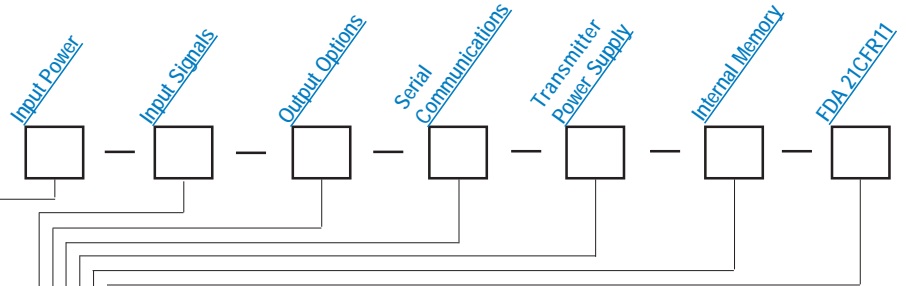 Input Power
Input Signals
Output Options
Serial
Communications
Transmitter
Power Supply
Internal Memory
FDA 21CFR11